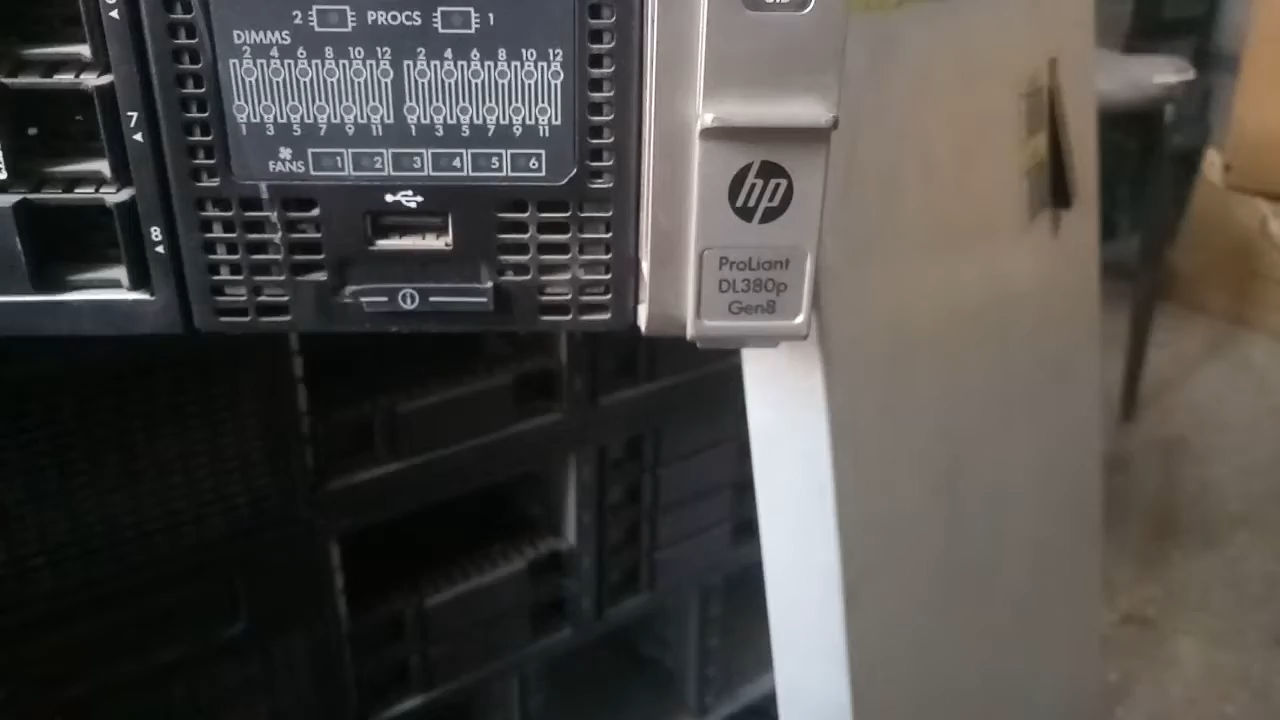 2 PROCS 1
DIMMS
2 4 6 8 10 12 2 4 6 8 10 12
1 3 5 7 9 11 1 3 5 7 9 11
FANS 1 2 3 4 5 6
7
8
hp
ProLiant
DL380p
Gen8